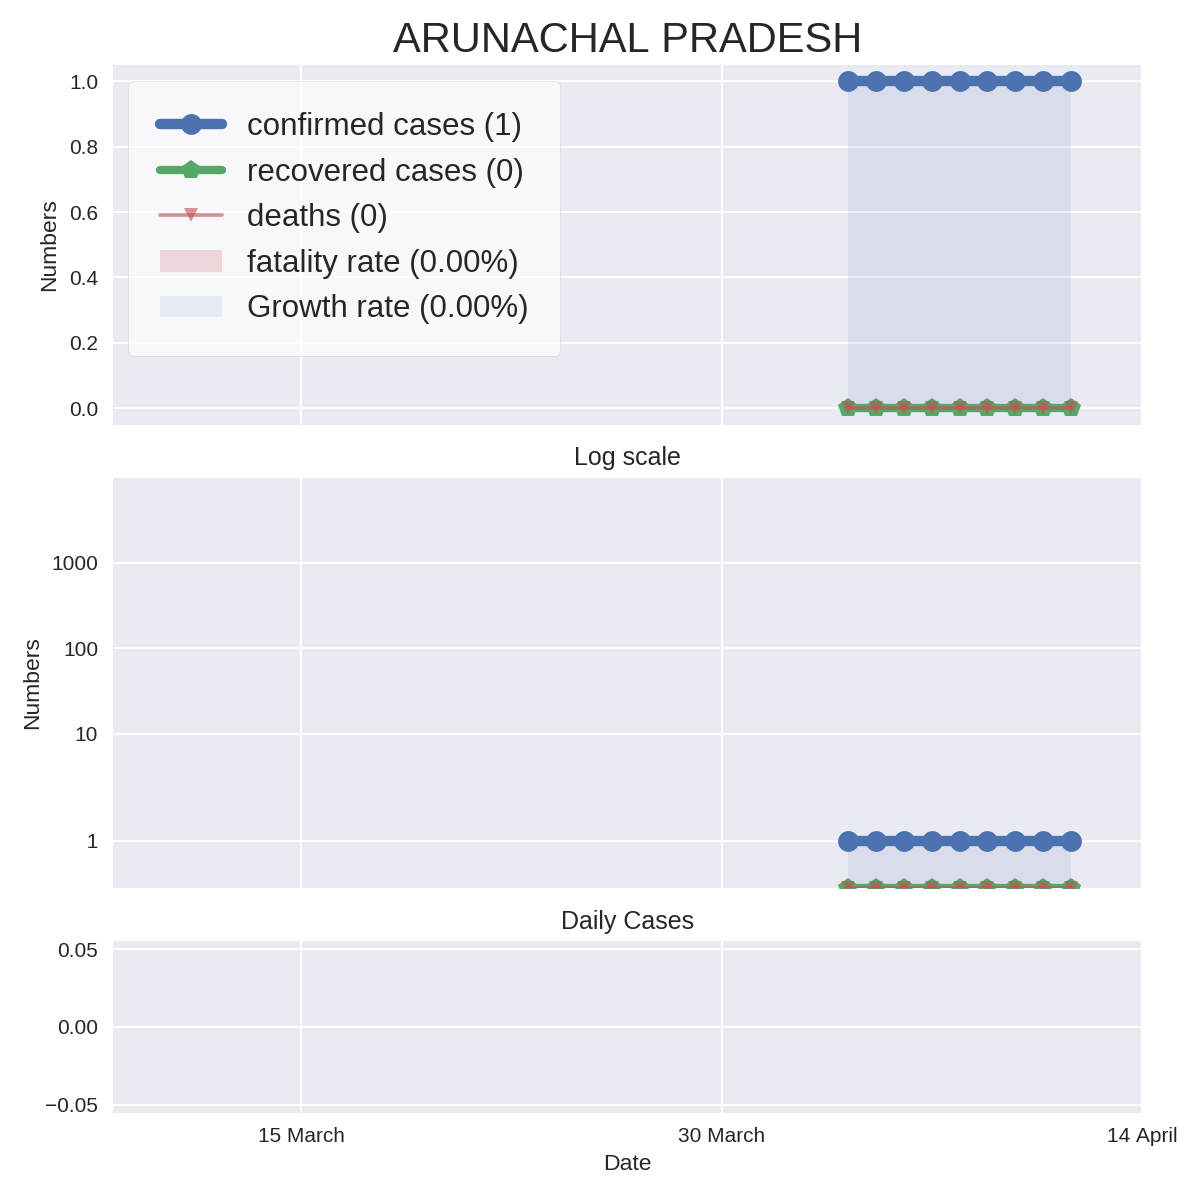 ARUNACHAL PRADESH
1.0
0.8
0.6
0.4
0.2
0.0
Numbers
confirmed cases (1)
recovered cases (0)
deaths (0)
fatality rate (0.00%)
Growth rate (0.00%)
Log scale
1000
100
10
1
Numbers
Daily Cases
0.05
0.00
−0.05
15 March 30 March 14 April
Date